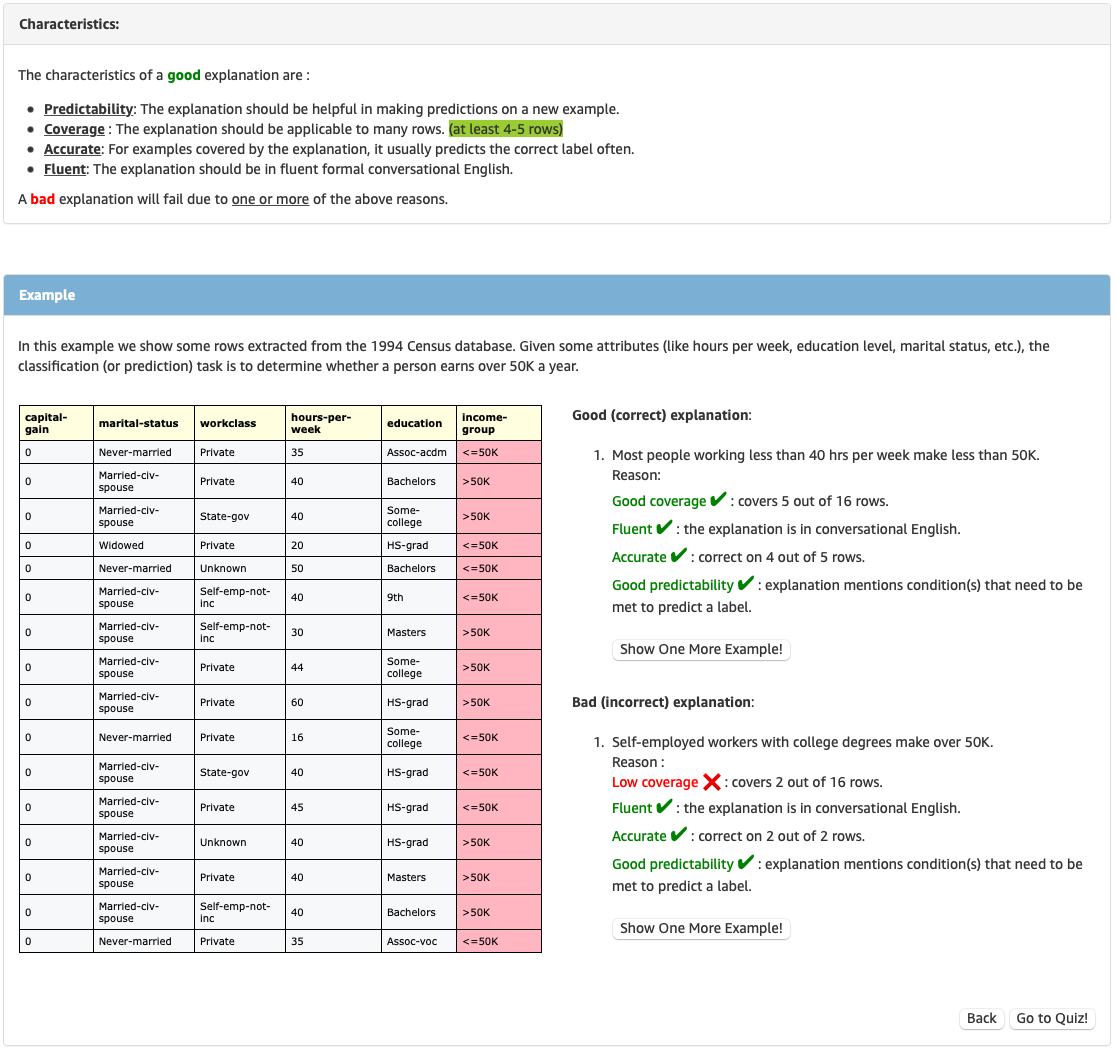 Characteristics:
The characteristics of a good explanation are :
Predictability: The explanation should be helpful in making predictions on a new example.
Coverage : The explanation should be applicable to many rows. (at least 4-5 rows)
Accurate: For examples covered by the explanation, it usually predicts the correct label often.
Fluent: The explanation should be in fluent formal conversational English.
A bad explanation will fail due to one or more of the above reasons.
Example
In this example we show some rows extracted from the 1994 Census database. Given some attributes (like hours per week, education level, marital status, etc.), the
classification (or prediction) task is to determine whether a person earns over 50K a year.
capital-gain marital-status workclass hours-per-week education income-group
0 Never-married Private 35 Assoc-acdm <=50K
0 Married-civ-spouse Private 40 Bachelors >50K
0 Married-civ-spouse State-gov 40 Some-college >50K
0 Widowed Private 20 HS-grad <=50K
0 Never-married Unknown 50 Bachelors <=50K
0 Married-civ-spouse Self-emp-not-inc 40 9th <=50K
0 Married-civ-spouse Self-emp-not-inc 30 Masters >50K
0 Married-civ-spouse Private 44 Some-college >50K
0 Married-civ-spouse Private 60 HS-grad >50K
0 Never-married Private 16 Some-college <=50K
0 Married-civ-spouse State-gov 40 HS-grad <=50K
0 Married-civ-spouse Private 45 HS-grad <=50K
0 Married-civ-spouse Unknown 40 HS-grad >50K
0 Married-civ-spouse Private 40 Masters >50K
0 Married-civ-spouse Self-emp-not-inc 40 Bachelors >50K
0 Never-married Private 35 Assoc-voc <=50K
Good (correct) explanation:
1. Most people working less than 40 hrs per week make less than 50K.
Reason:
Good coverage ✔ : covers 5 out of 16 rows.
Fluent ✔ : the explanation is in conversational English.
Accurate ✔ : correct on 4 out of 5 rows.
Good predictability ✔ : explanation mentions condition(s) that need to be
met to predict a label.
Show One More Example!
Bad (incorrect) explanation:
1. Self-employed workers with college degrees make over 50K.
Reason :
Low coverage ❌ : covers 2 out of 16 rows.
Fluent ✔ : the explanation is in conversational English.
Accurate ✔ : correct on 2 out of 2 rows.
Good predictability ✔ : explanation mentions condition(s) that need to be
met to predict a label.
Show One More Example!
Back Go to Quiz!